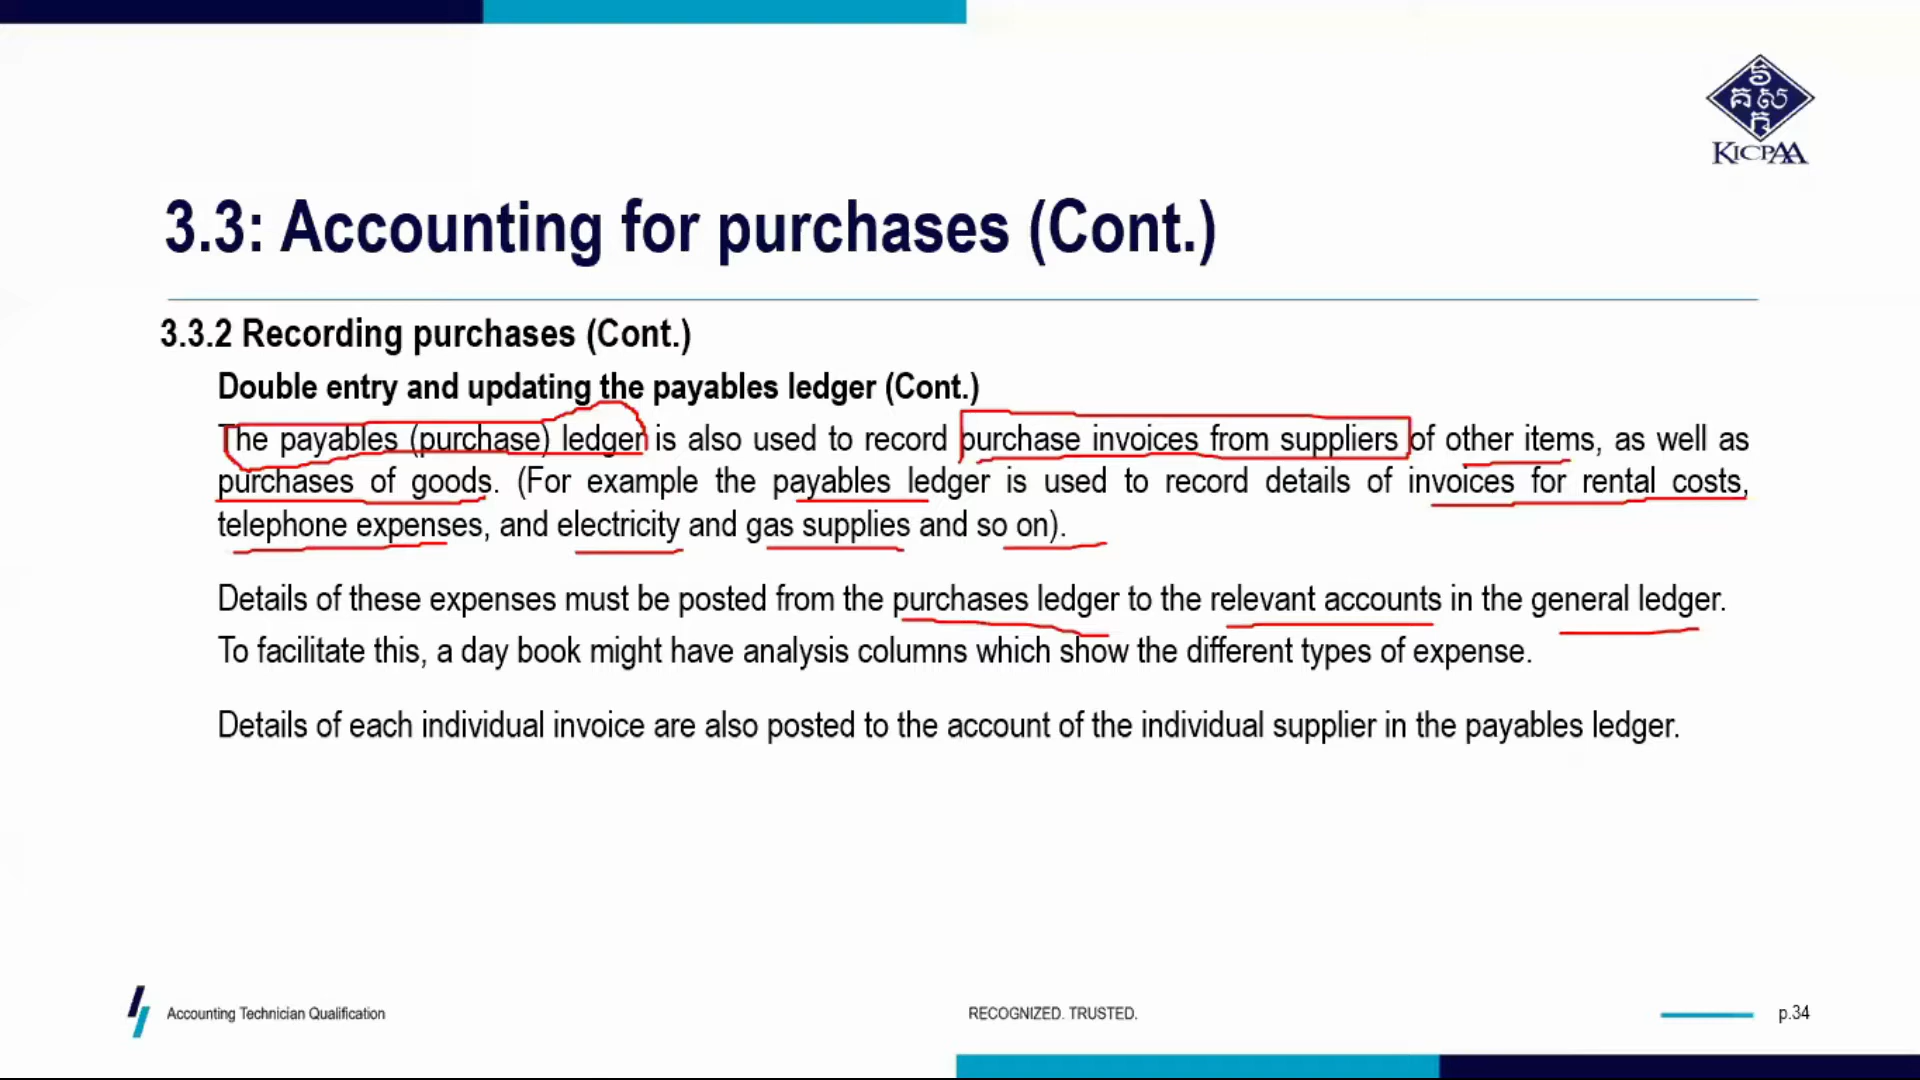 វិ
គ ស
ក
KICPAA
3.3: Accounting for purchases (Cont.)
3.3.2 Recording purchases (Cont.)
Double entry and updating the payables ledger (Cont.)
The payables (purchase) ledger is also used to record purchase invoices from suppliers of other items, as well as
purchases of goods. (For example the payables ledger is used to record details of invoices for rental costs,
telephone expenses, and electricity and gas supplies and so on).
Details of these expenses must be posted from the purchases ledger to the relevant accounts in the general ledger.
To facilitate this, a day book might have analysis columns which show the different types of expense.
Details of each individual invoice are also posted to the account of the individual supplier in the payables ledger.
Accounting Technician Qualification
RECOGNIZED. TRUSTED.
p.34